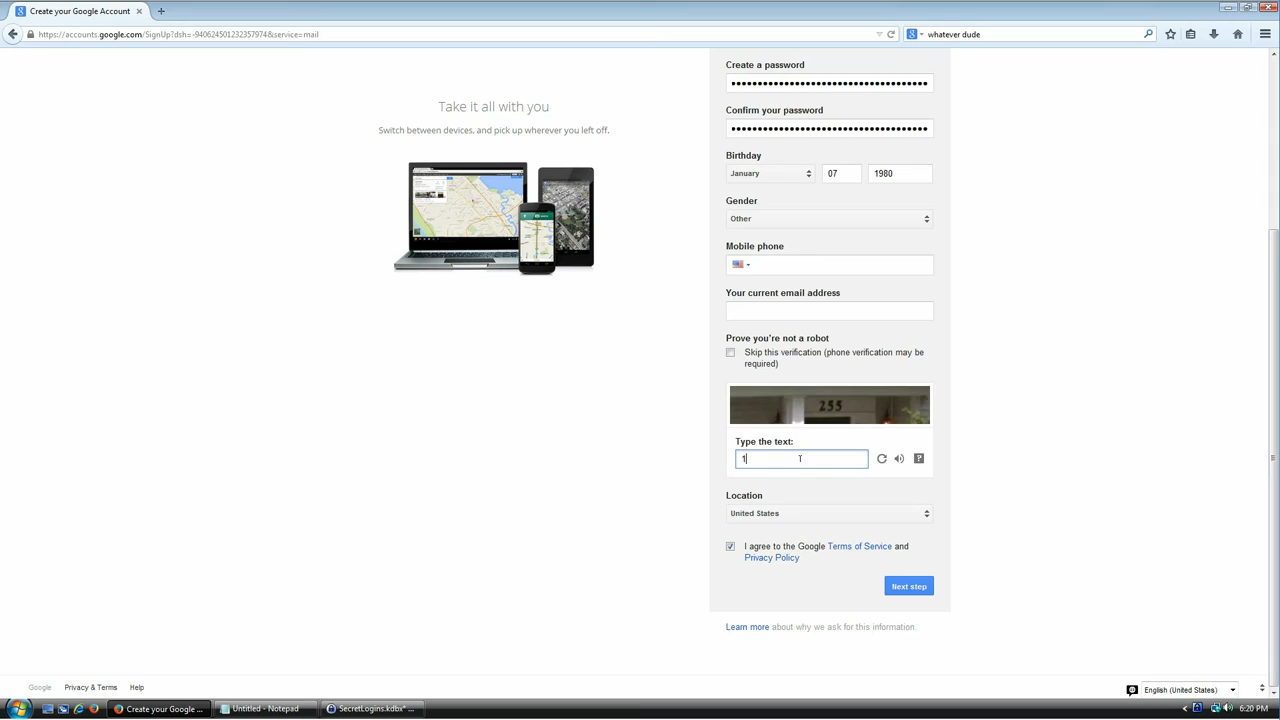 Create your Google Account
https://accounts.google.com/SignUp?dsh=-940624501232357974&service=mail
whatever dude
Take it all with you
Switch between devices, and pick up wherever you left off.
Create a password
Confirm your password
Birthday
January 07 1980
Gender
Other
Mobile phone
Your current email address
Prove you're not a robot
Skip this verification (phone verification may be
required)
255
Type the text:
1
Location
United States
I agree to the Google Terms of Service and
Privacy Policy
Next step
Learn more about why we ask for this information.
Google Privacy & Terms Help
English (United States)
Create your Google ... Untitled - Notepad SecretLogins.kdbx* ... 6:20 PM